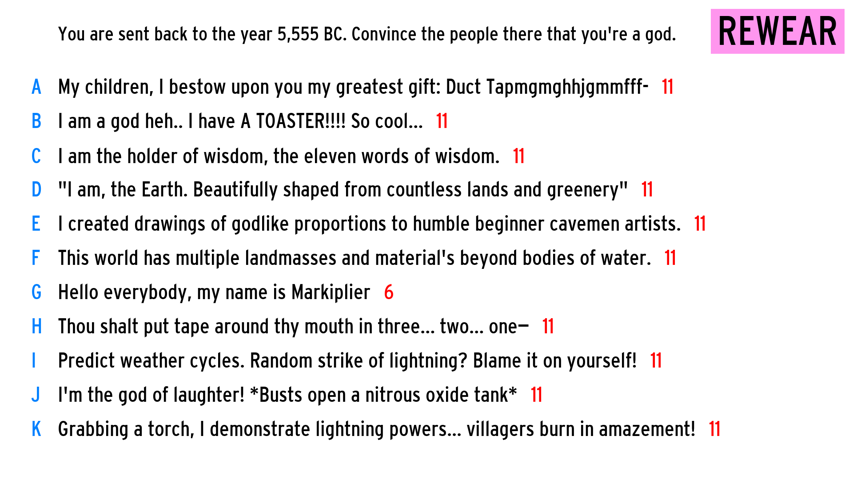 You are sent back to the year 5,555 BC. Convince the people there that you're a god.
REWEAR
A My children, I bestow upon you my greatest gift: Duct Tapmgmghhjgmmfff- 11
B I am a god heh.. I have A TOASTER!!!! So cool... 11
C I am the holder of wisdom, the eleven words of wisdom. 11
D "I am, the Earth. Beautifully shaped from countless lands and greenery" 11
E I created drawings of godlike proportions to humble beginner cavemen artists. 11
F This world has multiple landmasses and material's beyond bodies of water. 11
G Hello everybody, my name is Markiplier 6
H Thou shalt put tape around thy mouth in three... two... one— 11
I Predict weather cycles. Random strike of lightning? Blame it on yourself! 11
J I'm the god of laughter! *Busts open a nitrous oxide tank* 11
K Grabbing a torch, I demonstrate lightning powers... villagers burn in amazement! 11